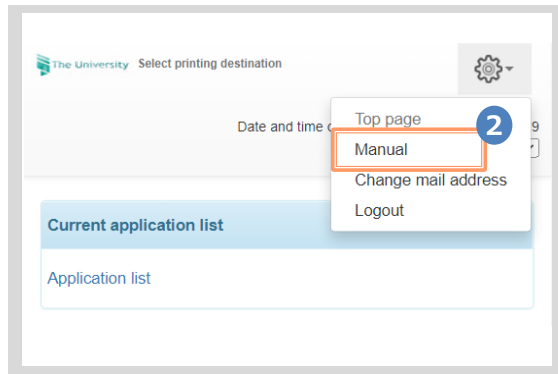 The University Select printing destination
Date and time
9
Top page
2
Manual
Change mail address
Logout
Current application list
Application list